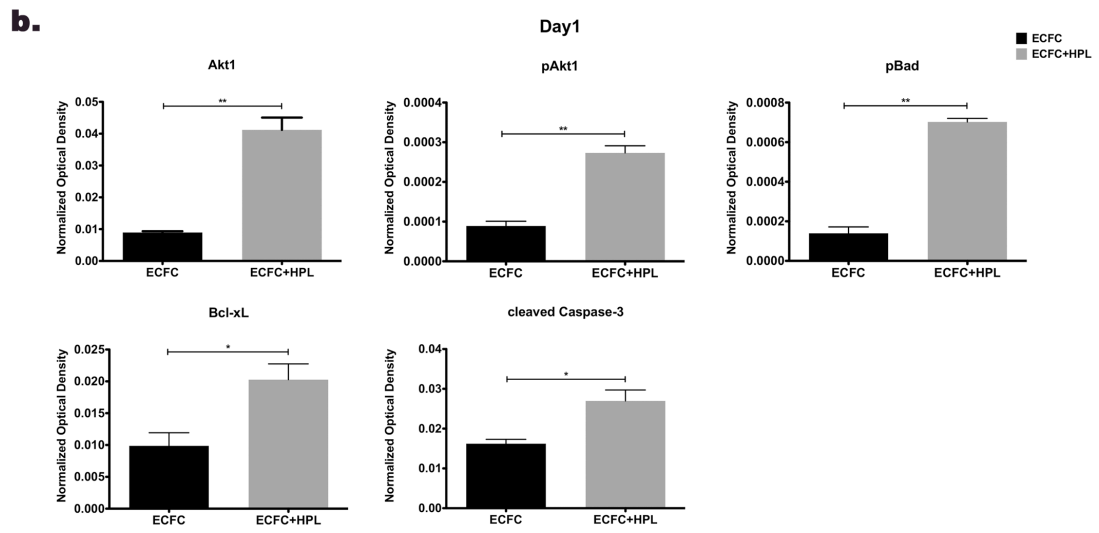 b.
Day1
ECFC
ECFC+HPL
Akt1
Normalized Optical Density
0.05
0.04
0.03
0.02
0.01
0.00
**
ECFC
ECFC+HPL
pAkt1
Normalized Optical Density
0.0004
0.0003
0.0002
0.0001
0.0000
**
ECFC
ECFC+HPL
pBad
Normalized Optical Density
0.0008
0.0006
0.0004
0.0002
0.0000
**
ECFC
ECFC+HPL
Bcl-xL
Normalized Optical Density
0.025
0.020
0.015
0.010
0.005
0.000
*
ECFC
ECFC+HPL
cleaved Caspase-3
Normalized Optical Density
0.04
0.03
0.02
0.01
0.00
*
ECFC
ECFC+HPL